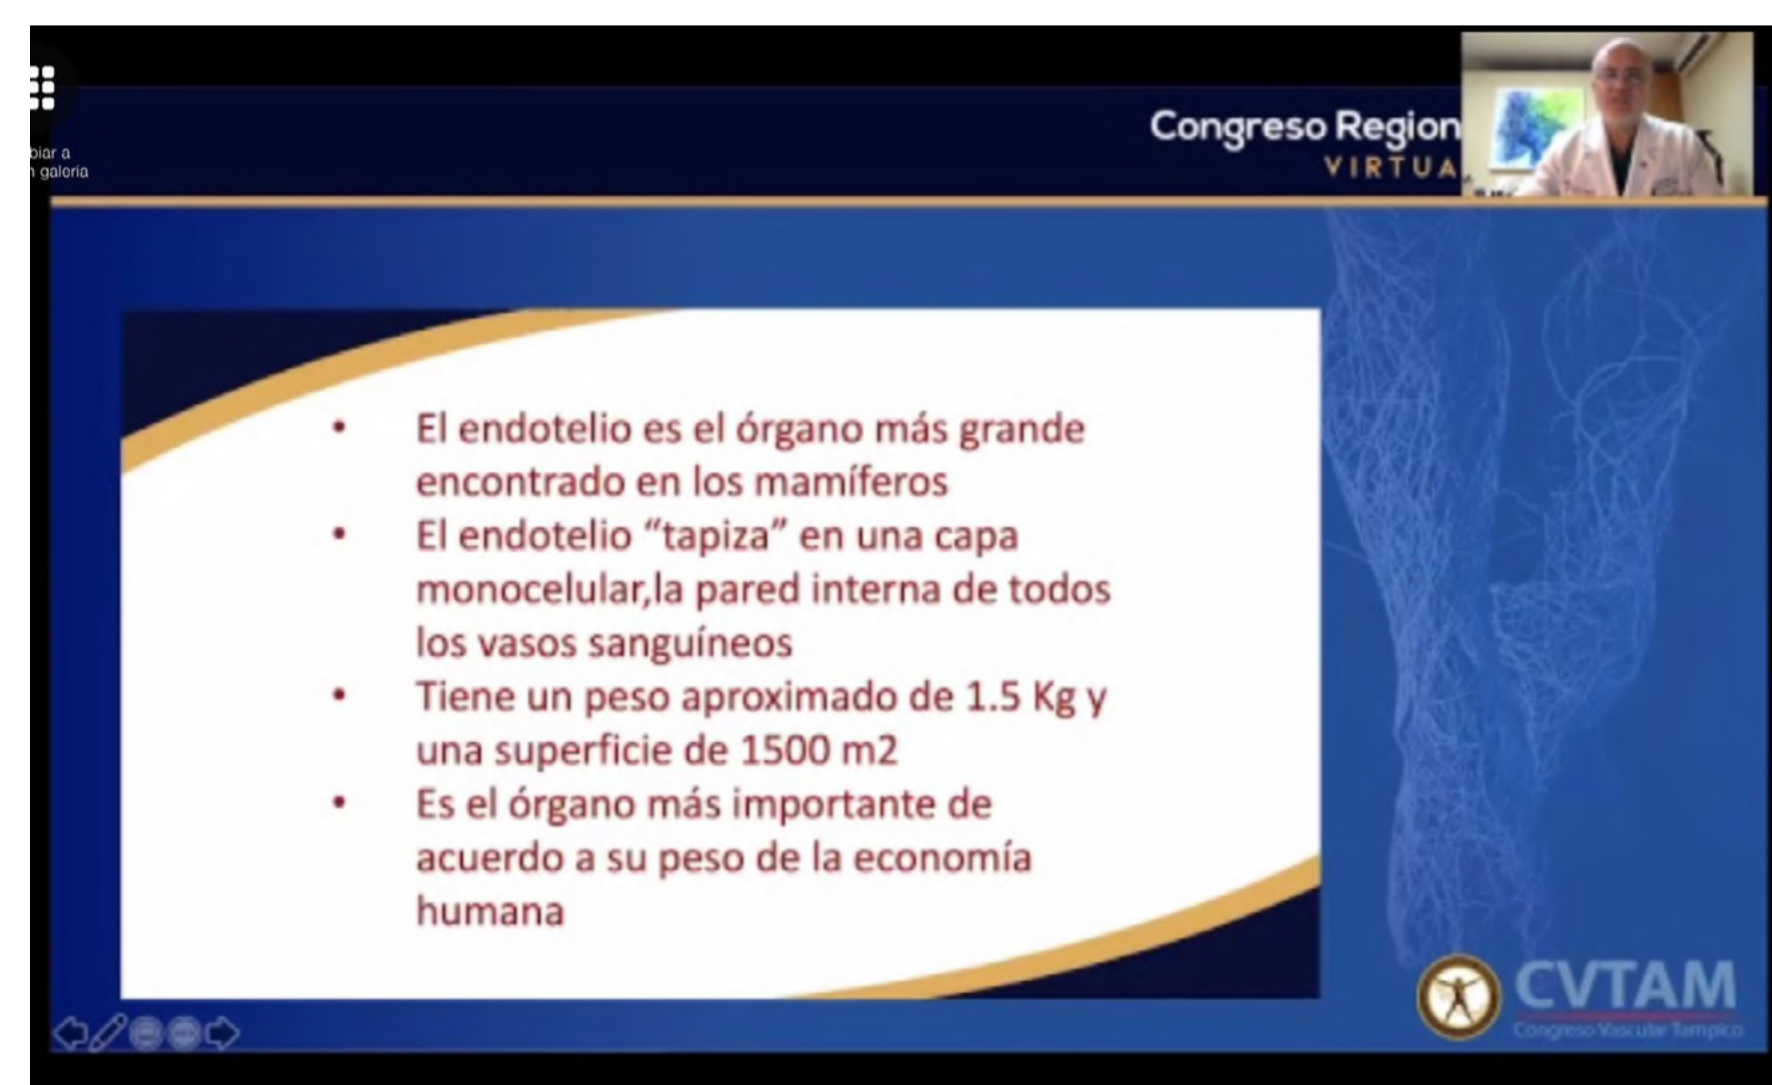 biar a
galería
Congreso Region
VIRTUA
• El endotelio es el órgano más grande
encontrado en los mamíferos
• El endotelio “tapiza” en una capa
monocelular,la pared interna de todos
los vasos sanguíneos
• Tiene un peso aproximado de 1.5 Kg y
una superficie de 1500 m2
• Es el órgano más importante de
acuerdo a su peso de la economía
humana
CVTAM
Congreso Vascular Tampico